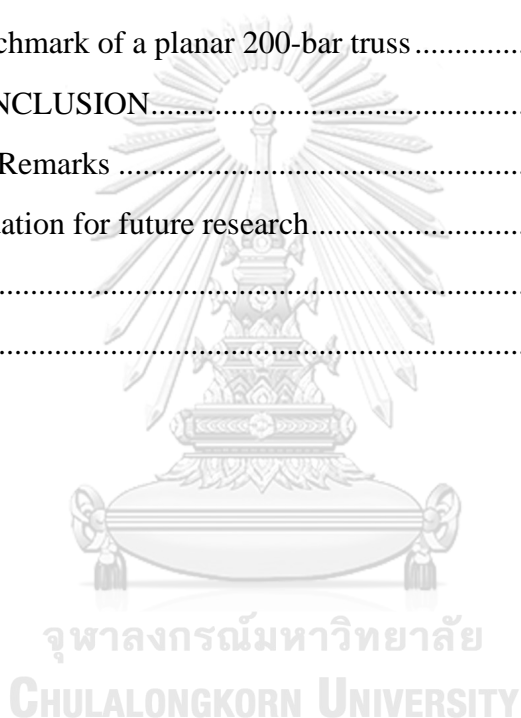 chmark of a planar 200-bar truss....................
NCLUSION.......................................................
Remarks ...........................................................
lation for future research................................
................................................................................
................................................................................
จุฬาลงกรณ์มหาวิทยาลัย
CHULALONGKORN UNIVERSITY